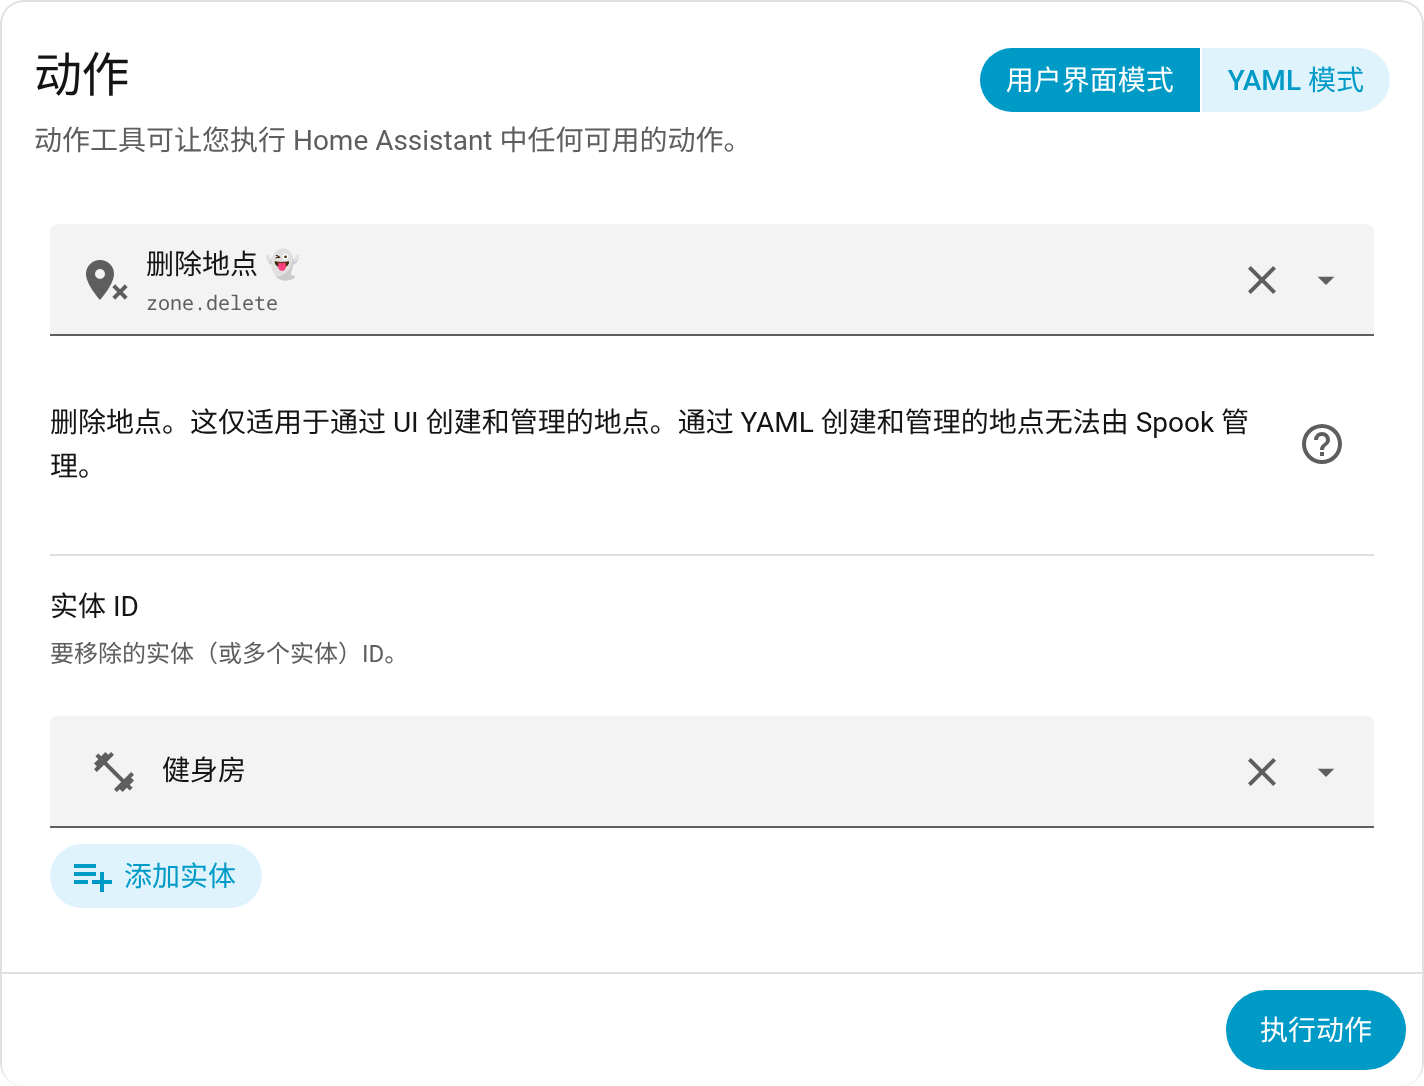 动作
用户界面模式
YAML 模式
动作工具可让您执行 Home Assistant 中任何可用的动作。
删除地点 👻
zone.delete
删除地点。这仅适用于通过 UI 创建和管理的地点。通过 YAML 创建和管理的地点无法由 Spook 管
理。
实体 ID
要移除的实体（或多个实体）ID。
健身房
添加实体
执行动作